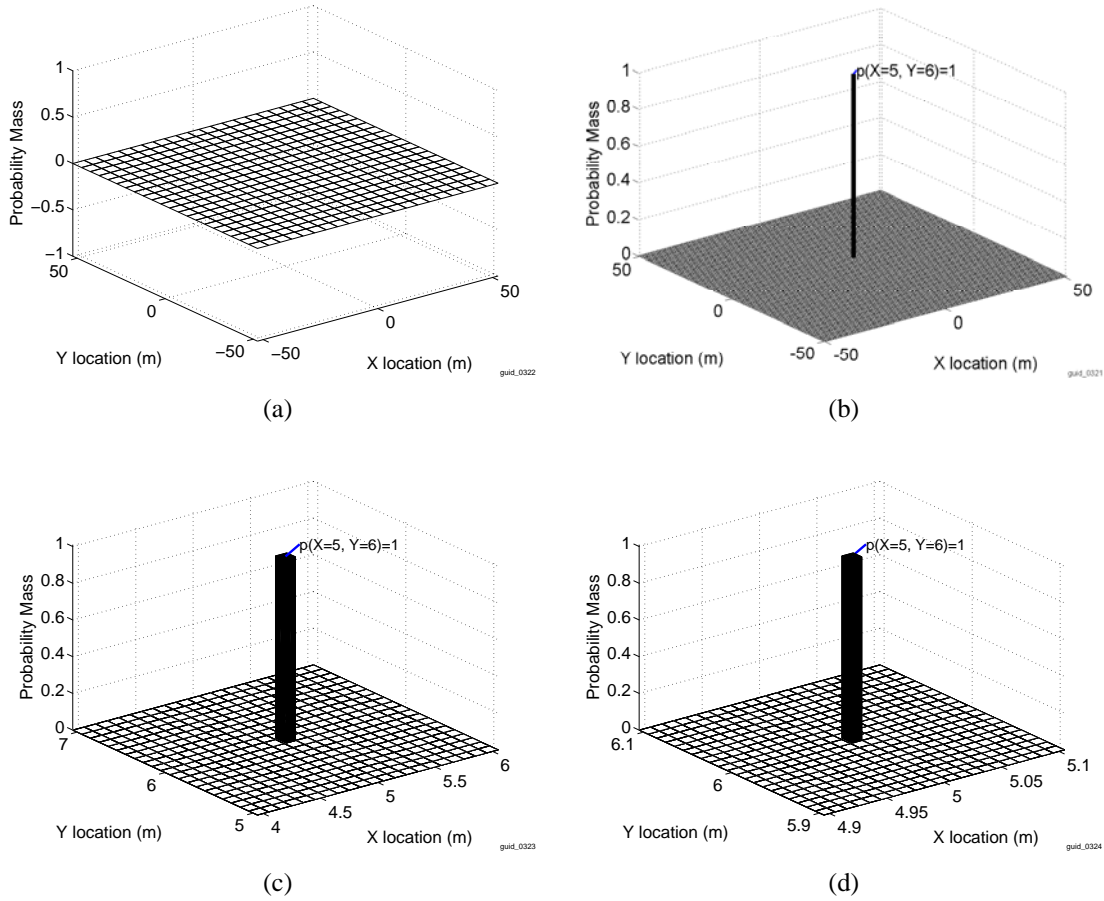 1
0.5
0
−0.5
−1
Probability Mass
50
0
−50
Y location (m)
−50
0
50
X location (m)
guid_0322
(a)
p(X=5, Y=6)=1
1
0.8
0.6
0.4
0.2
0
Probability Mass
50
0
-50
Y location (m)
-50
0
50
X location (m)
guid_0321
(b)
p(X=5, Y=6)=1
1
0.8
0.6
0.4
0.2
0
Probability Mass
7
6
5
Y location (m)
4
4.5
5
5.5
6
X location (m)
guid_0323
(c)
p(X=5, Y=6)=1
1
0.8
0.6
0.4
0.2
0
Probability Mass
6.1
6
5.9
Y location (m)
4.9
4.95
5
5.05
5.1
X location (m)
guid_0324
(d)